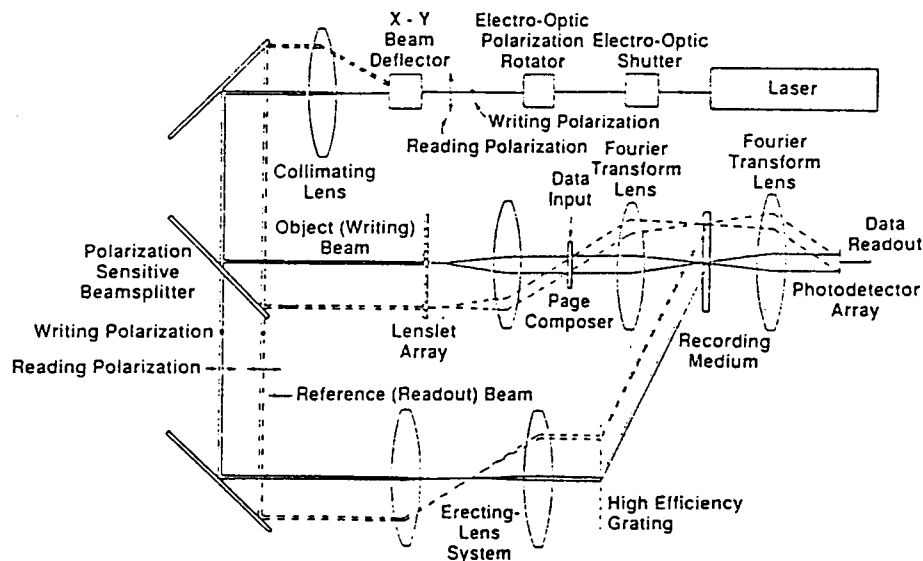 X - Y
Beam
Deflector
Electro-Optic
Polarization
Rotator
Electro-Optic
Shutter
Laser
Writing Polarization
Reading Polarization
Collimating
Lens
Fourier
Transform
Lens
Fourier
Transform
Lens
Data
Input
Object (Writing)
Beam
Data
Readout
Polarization
Sensitive
Beamsplitter
Lenslet
Array
Page
Composer
Photodetector
Array
Recording
Medium
Writing Polarization
Reading Polarization
Reference (Readout) Beam
Erecting-
Lens
System
High Efficiency
Grating